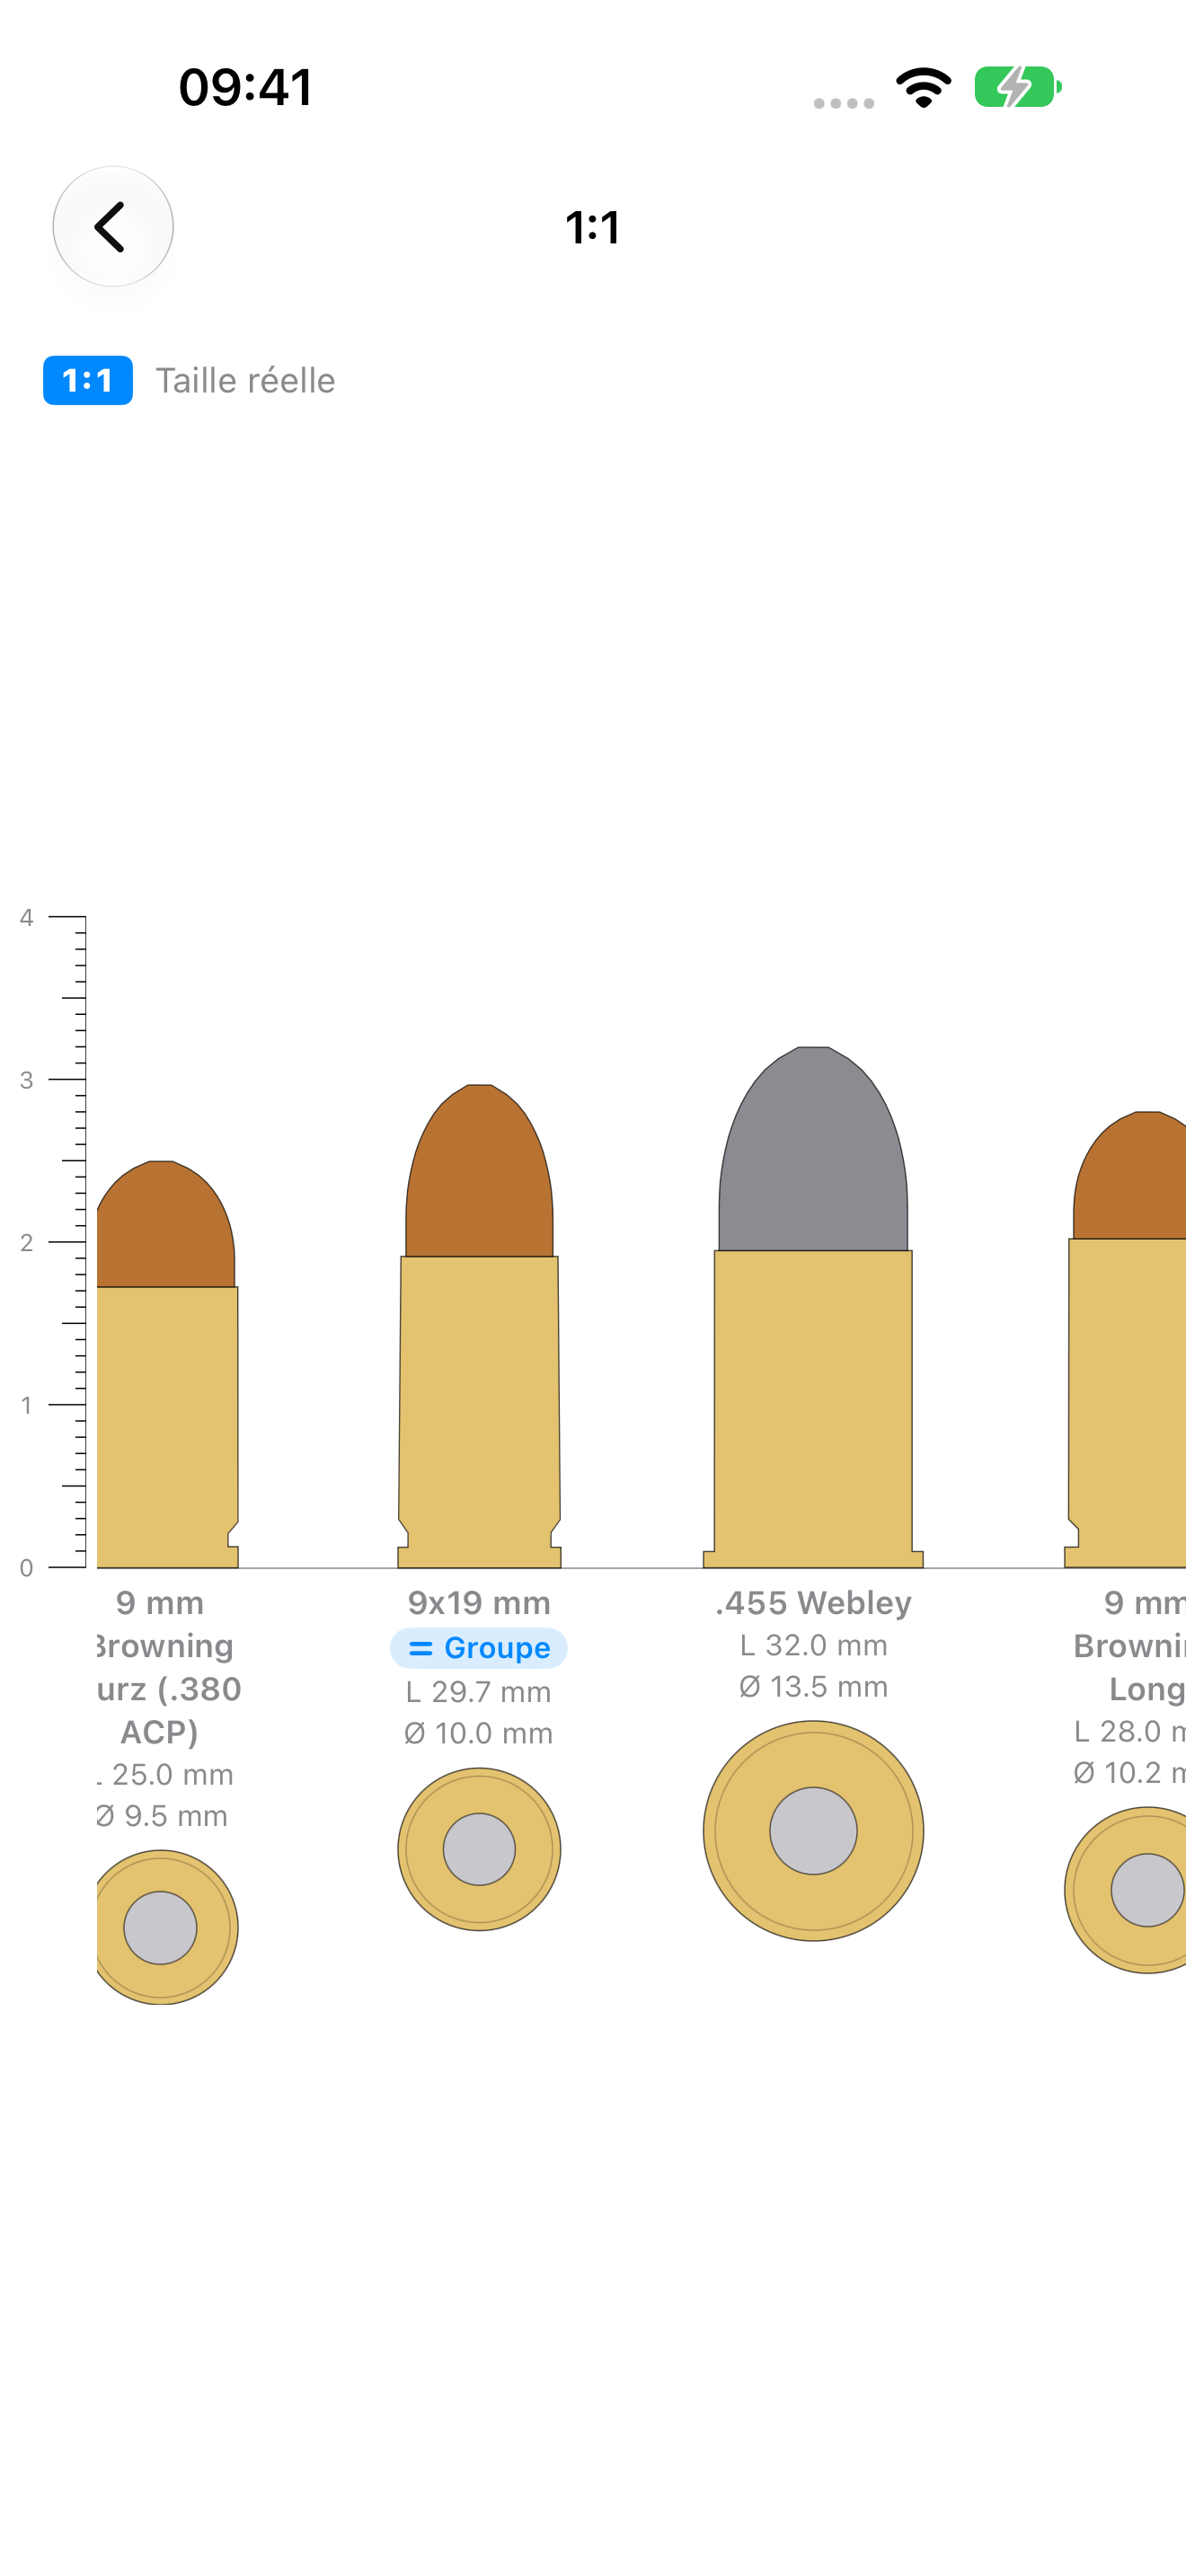 09:41
1:1
1:1 Taille réelle
4
3
2
1
0
9 mm
Browning
urz (.380
ACP)
25.0 mm
Ø 9.5 mm
9x19 mm
= Groupe
L 29.7 mm
Ø 10.0 mm
.455 Webley
L 32.0 mm
Ø 13.5 mm
9 mm
Browni
Long
L 28.0 m
Ø 10.2 m